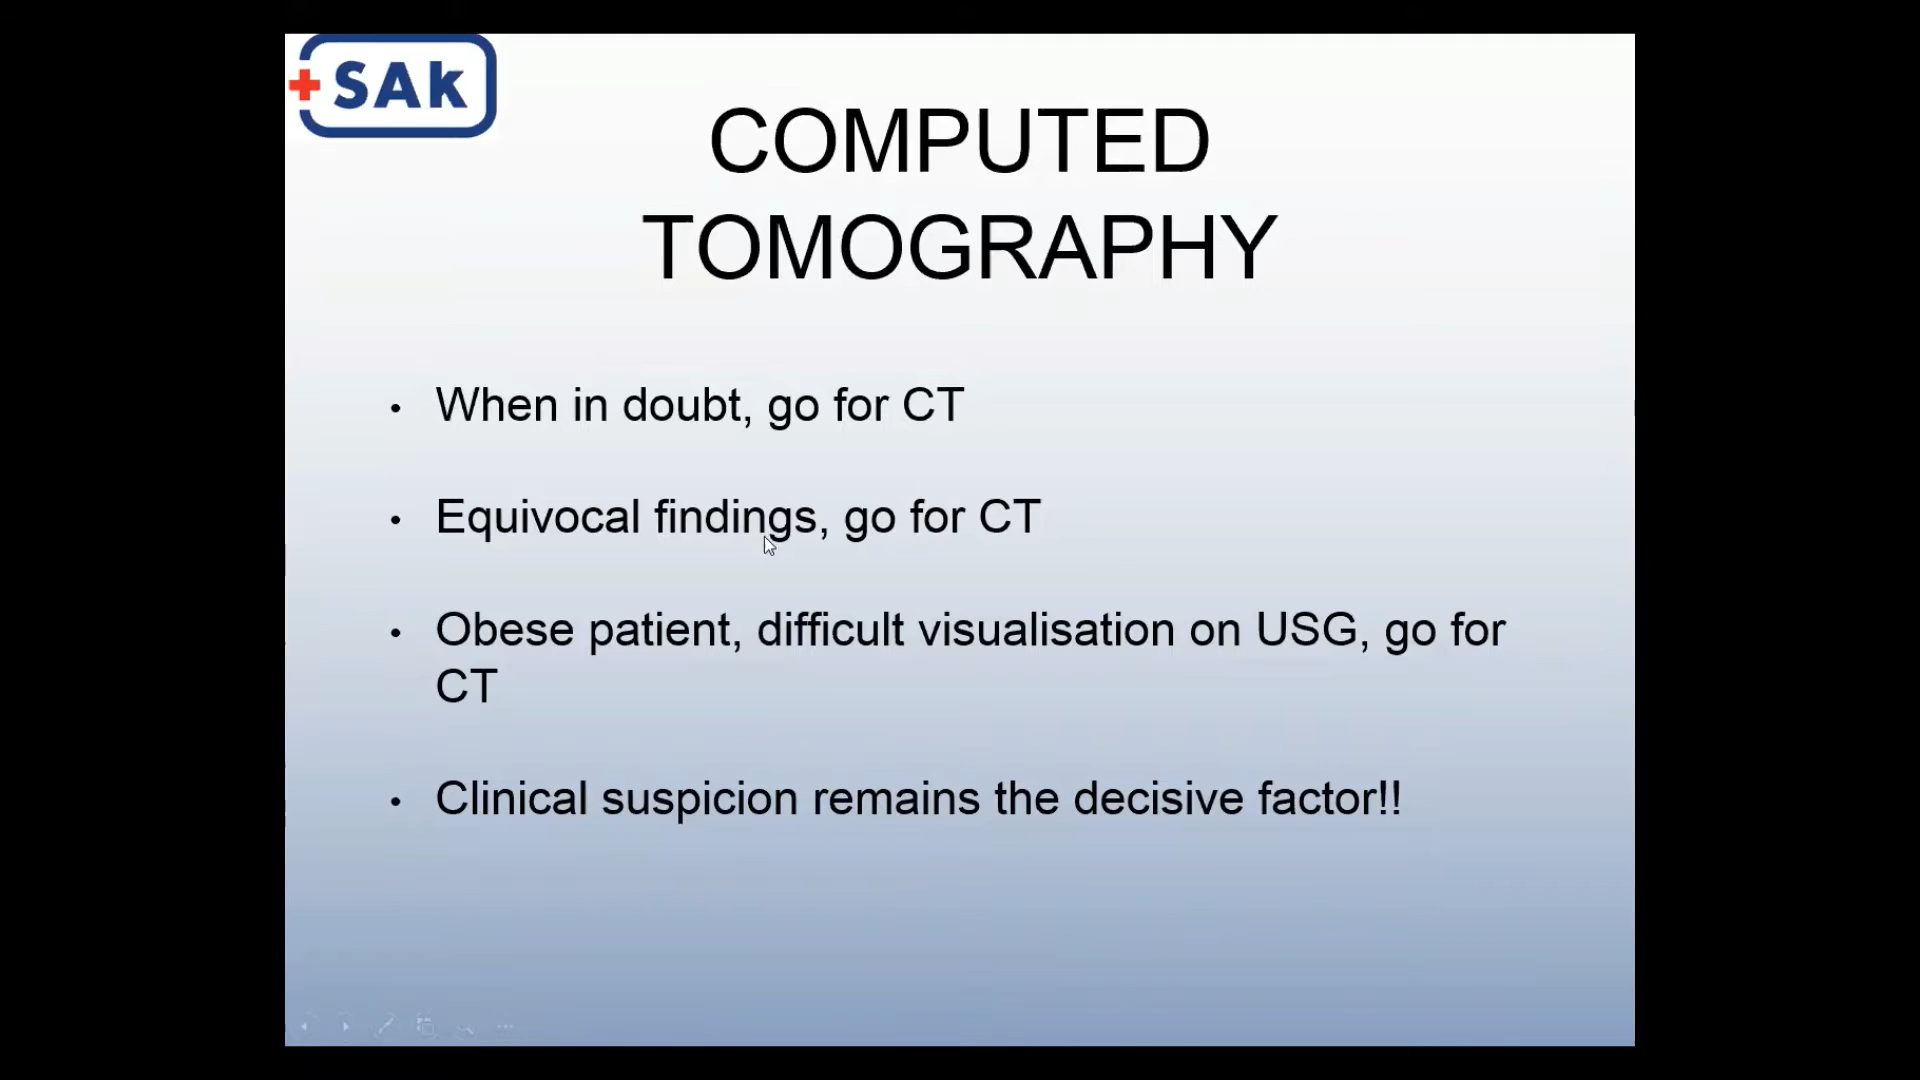 SAk
COMPUTED
TOMOGRAPHY
• When in doubt, go for CT
• Equivocal findings, go for CT
• Obese patient, difficult visualisation on USG, go for
CT
• Clinical suspicion remains the decisive factor!!